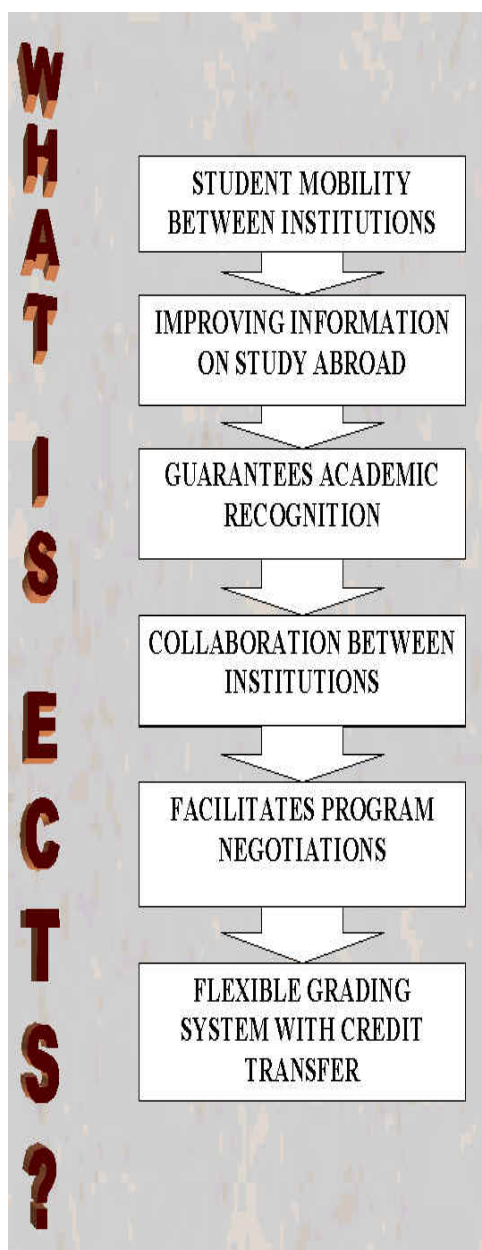 WHAT IS ECTS?
STUDENT MOBILITY
BETWEEN INSTITUTIONS
IMPROVING INFORMATION
ON STUDY ABROAD
GUARANTEES ACADEMIC
RECOGNITION
COLLABORATION BETWEEN
INSTITUTIONS
FACILITATES PROGRAM
NEGOTIATIONS
FLEXIBLE GRADING
SYSTEM WITH CREDIT
TRANSFER